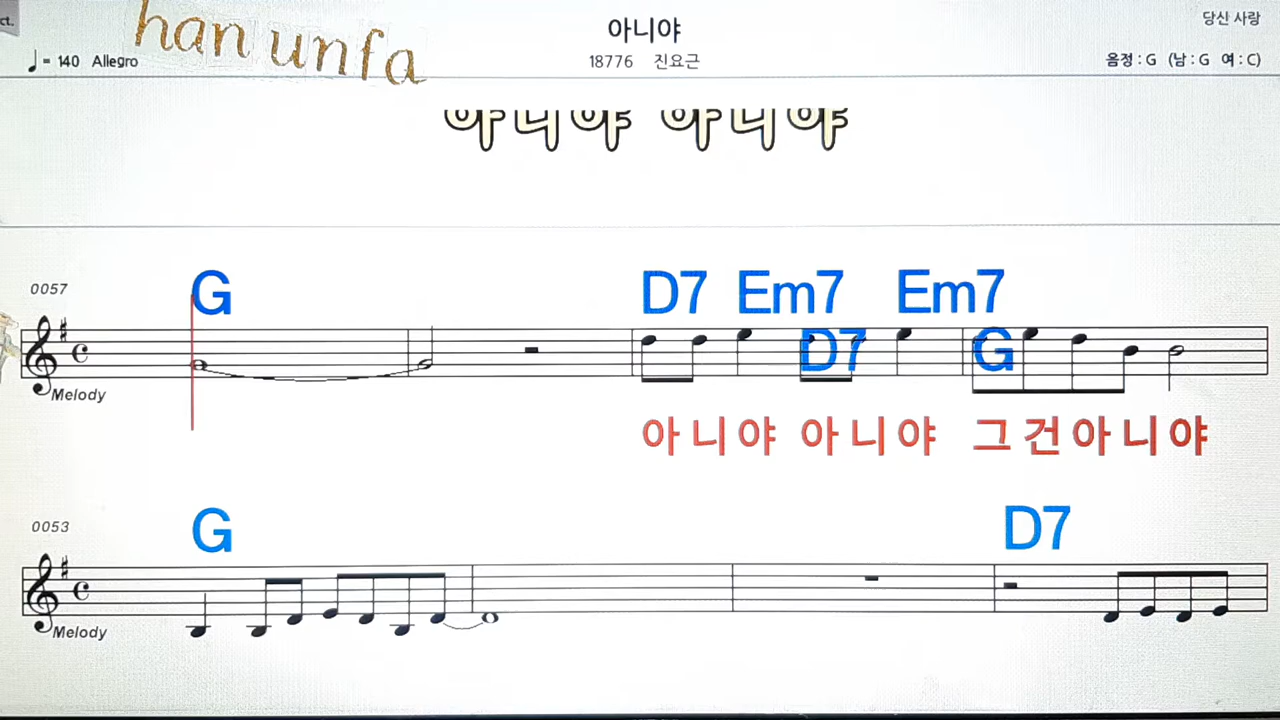 ct.
han unfa
아니야
당신 사랑
♩= 140 Allegro
18776 진요근
음정 : G (남 : G 여 : C)
아니야 아니야
0057
G D7 Em7 D7 Em7 G
Melody
아니야 아니야 그건아니야
0053
G D7
Melody